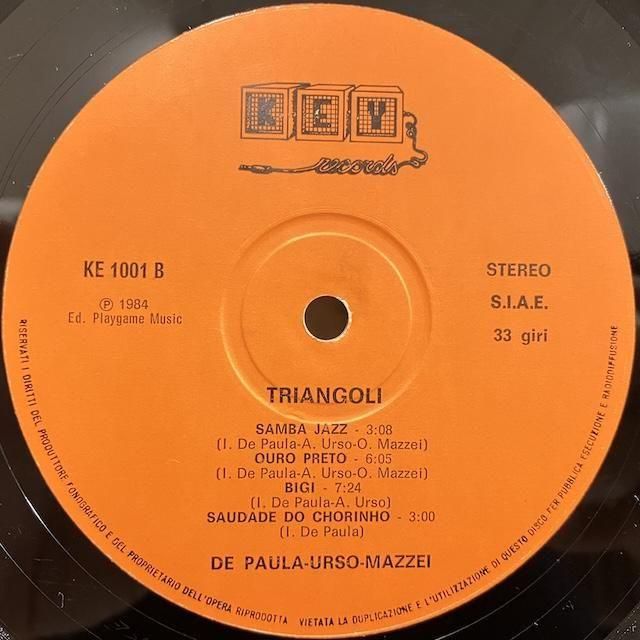 KEY
records
KE 1001 B
℗ 1984
Ed. Playgame Music
STEREO
S.I.A.E.
33 giri
TRIANGOLI
SAMBA JAZZ - 3:08
(I. De Paula-A. Urso-O. Mazzei)
OURO PRETO - 6:05
(I. De Paula-A. Urso-O. Mazzei)
BIGI - 7:24
(I. De Paula-A. Urso)
SAUDADE DO CHORINHO - 3:00
(I. De Paula)
DE PAULA-URSO-MAZZEI
RISERVATI I DIRITTI DEL PRODUTTORE FONOGRAFICO E DEL PROPRIETARIO DELL'OPERA RIPRODOTTA VIETATA LA DUPLICAZIONE E L'UTILIZZAZIONE DI QUESTO DISCO PER PUBBLICA ESECUZIONE E RADIODIFFUSIONE